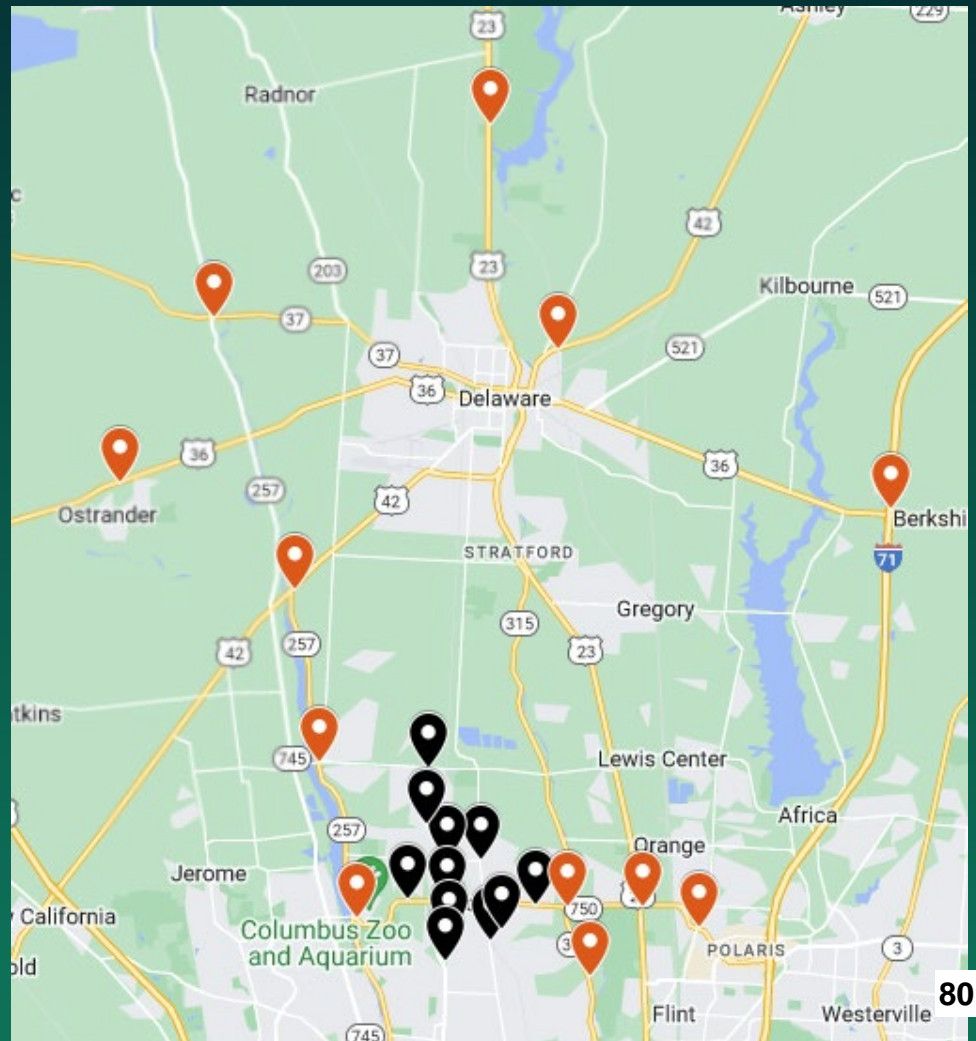 Ashley
229
23
Radnor
42
203
23
Kilbourne
521
37
521
37
36
Delaware
36
36
257
42
Ostrander
Berkshi
STRATFORD
71
Gregory
315
257
23
42
tkins
745
Lewis Center
Africa
257
Orange
Jerome
750
California
Columbus Zoo
and Aquarium
POLARIS
3
old
80
Flint
Westerville
745